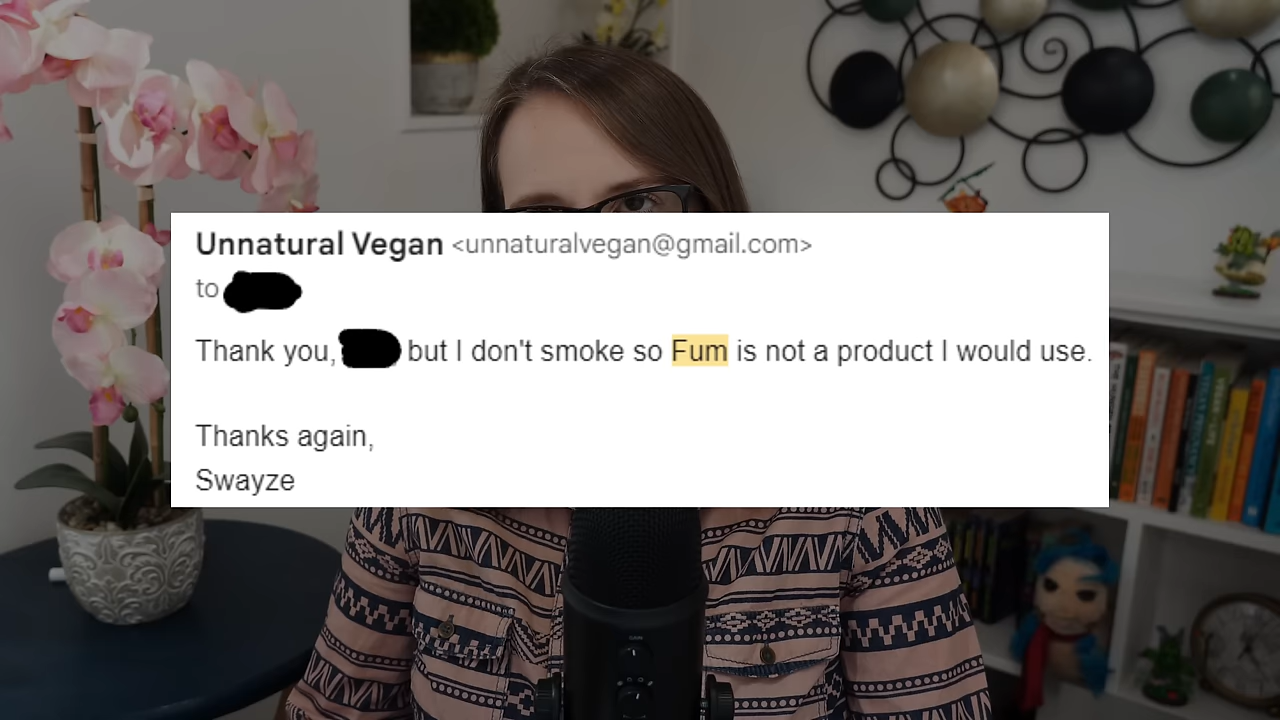 Unnatural Vegan <unnaturalvegan@gmail.com>
to
Thank you, but I don't smoke so Fum is not a product I would use.
Thanks again,
Swayze